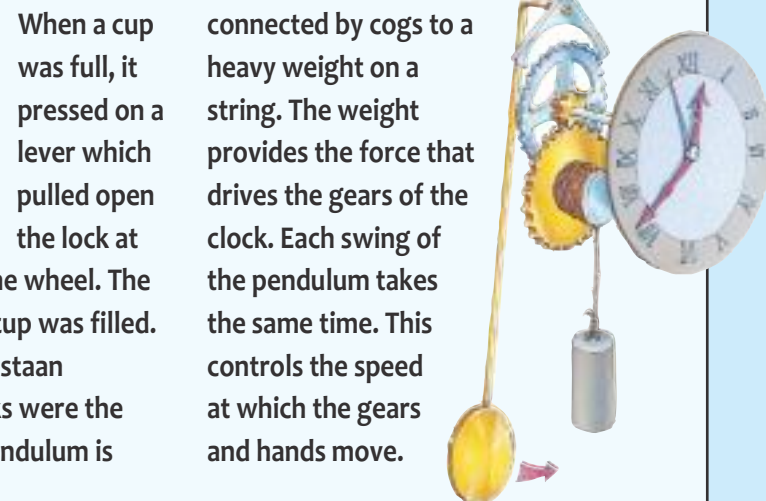 When a cup
was full, it
pressed on a
lever which
pulled open
the lock at
wheel. The
cup was filled.
were the
is
connected by cogs to a
heavy weight on a
string. The weight
provides the force that
drives the gears of the
clock. Each swing of
the pendulum takes
the same time. This
controls the speed
at which the gears
and hands move.
XII
I